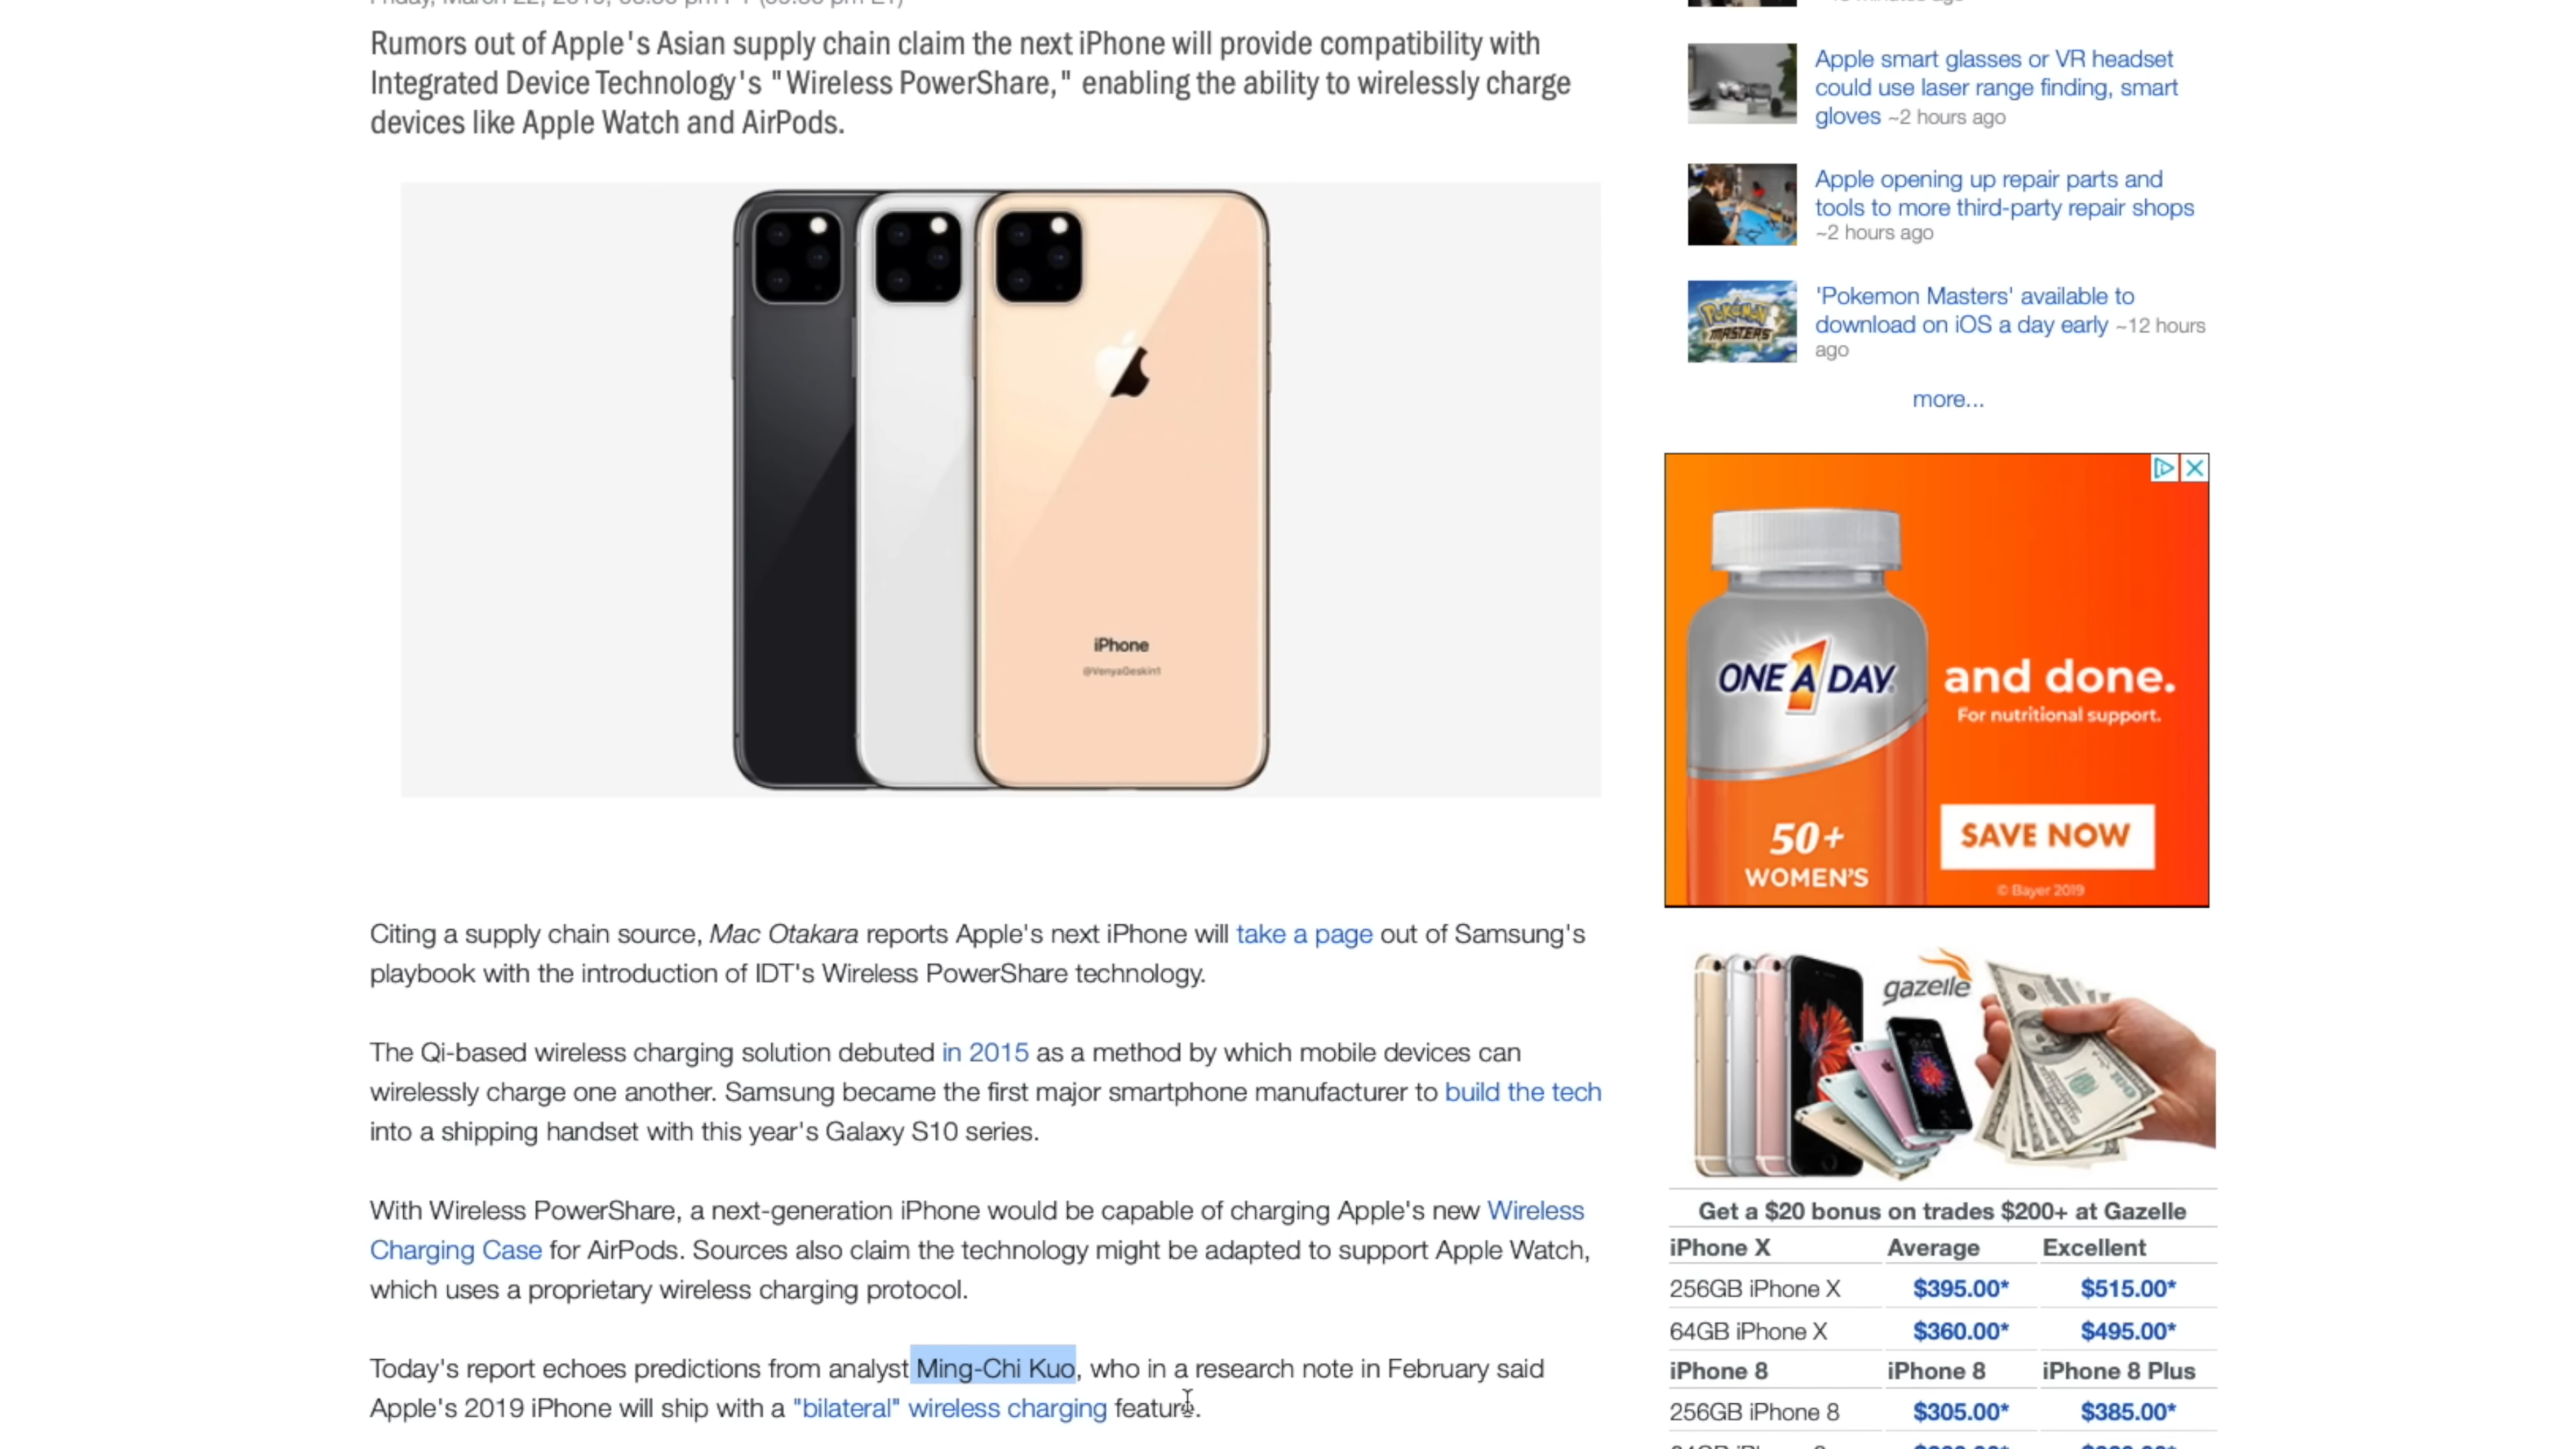 Rumors out of Apple's Asian supply chain claim the next iPhone will provide compatibility with
Integrated Device Technology's "Wireless PowerShare," enabling the ability to wirelessly charge
devices like Apple Watch and AirPods.
iPhone
@VenyaGeskin1
Citing a supply chain source, Mac Otakara reports Apple's next iPhone will take a page out of Samsung's
playbook with the introduction of IDT's Wireless PowerShare technology.
The Qi-based wireless charging solution debuted in 2015 as a method by which mobile devices can
wirelessly charge one another. Samsung became the first major smartphone manufacturer to build the tech
into a shipping handset with this year's Galaxy S10 series.
With Wireless PowerShare, a next-generation iPhone would be capable of charging Apple's new Wireless
Charging Case for AirPods. Sources also claim the technology might be adapted to support Apple Watch,
which uses a proprietary wireless charging protocol.
Today's report echoes predictions from analyst Ming-Chi Kuo, who in a research note in February said
Apple's 2019 iPhone will ship with a "bilateral" wireless charging feature.
Apple smart glasses or VR headset
could use laser range finding, smart
gloves ~2 hours ago
Apple opening up repair parts and
tools to more third-party repair shops
~2 hours ago
POKÉMON
MASTERS
'Pokemon Masters' available to
download on iOS a day early ~12 hours
ago
more...
ONE A DAY
1
and done.
For nutritional support.
50+
WOMEN'S
SAVE NOW
© Bayer 2019
gazelle
Get a $20 bonus on trades $200+ at Gazelle
iPhone X Average Excellent
256GB iPhone X $395.00* $515.00*
64GB iPhone X $360.00* $495.00*
iPhone 8 iPhone 8 iPhone 8 Plus
256GB iPhone 8 $305.00* $385.00*